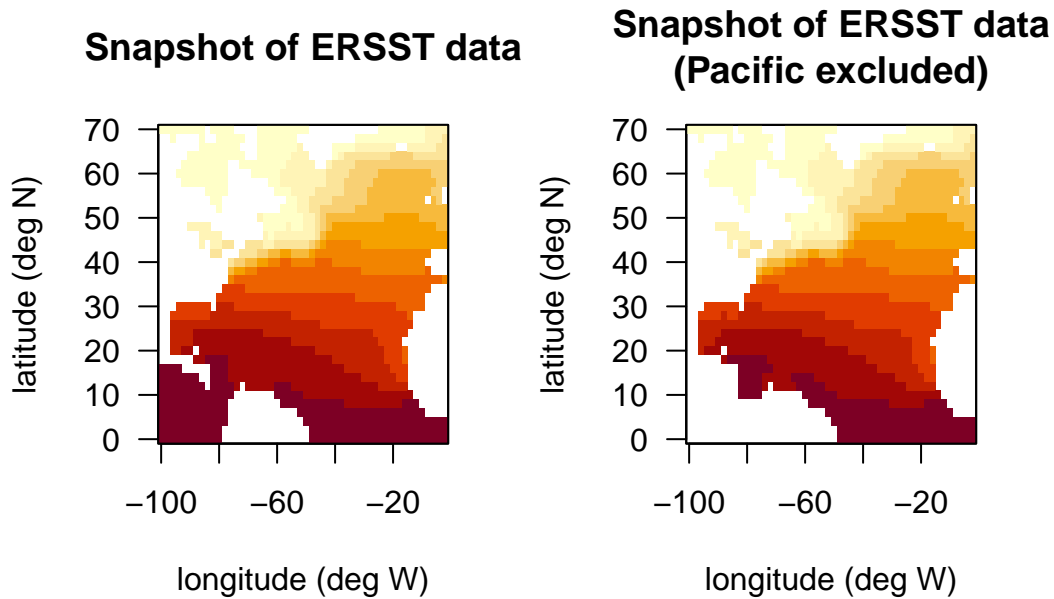 Snapshot of ERSST data
latitude (deg N)
70
60
50
40
30
20
10
0
−100 −60 −20
longitude (deg W)
Snapshot of ERSST data
(Pacific excluded)
latitude (deg N)
70
60
50
40
30
20
10
0
−100 −60 −20
longitude (deg W)